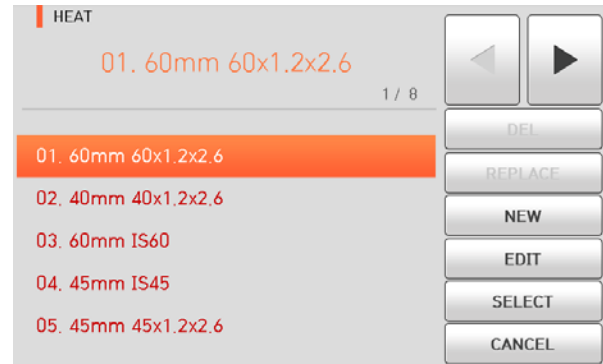 HEAT
01. 60mm 60x1.2x2.6
1 / 8
01. 60mm 60x1.2x2.6
02. 40mm 40x1.2x2.6
03. 60mm IS60
04. 45mm IS45
05. 45mm 45x1.2x2.6
DEL
REPLACE
NEW
EDIT
SELECT
CANCEL